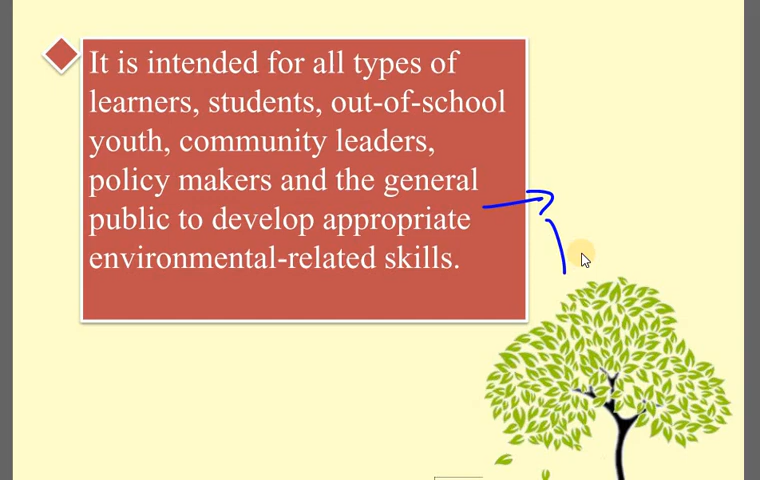 It is intended for all types of
learners, students, out-of-school
youth, community leaders,
policy makers and the general
public to develop appropriate
environmental-related skills.